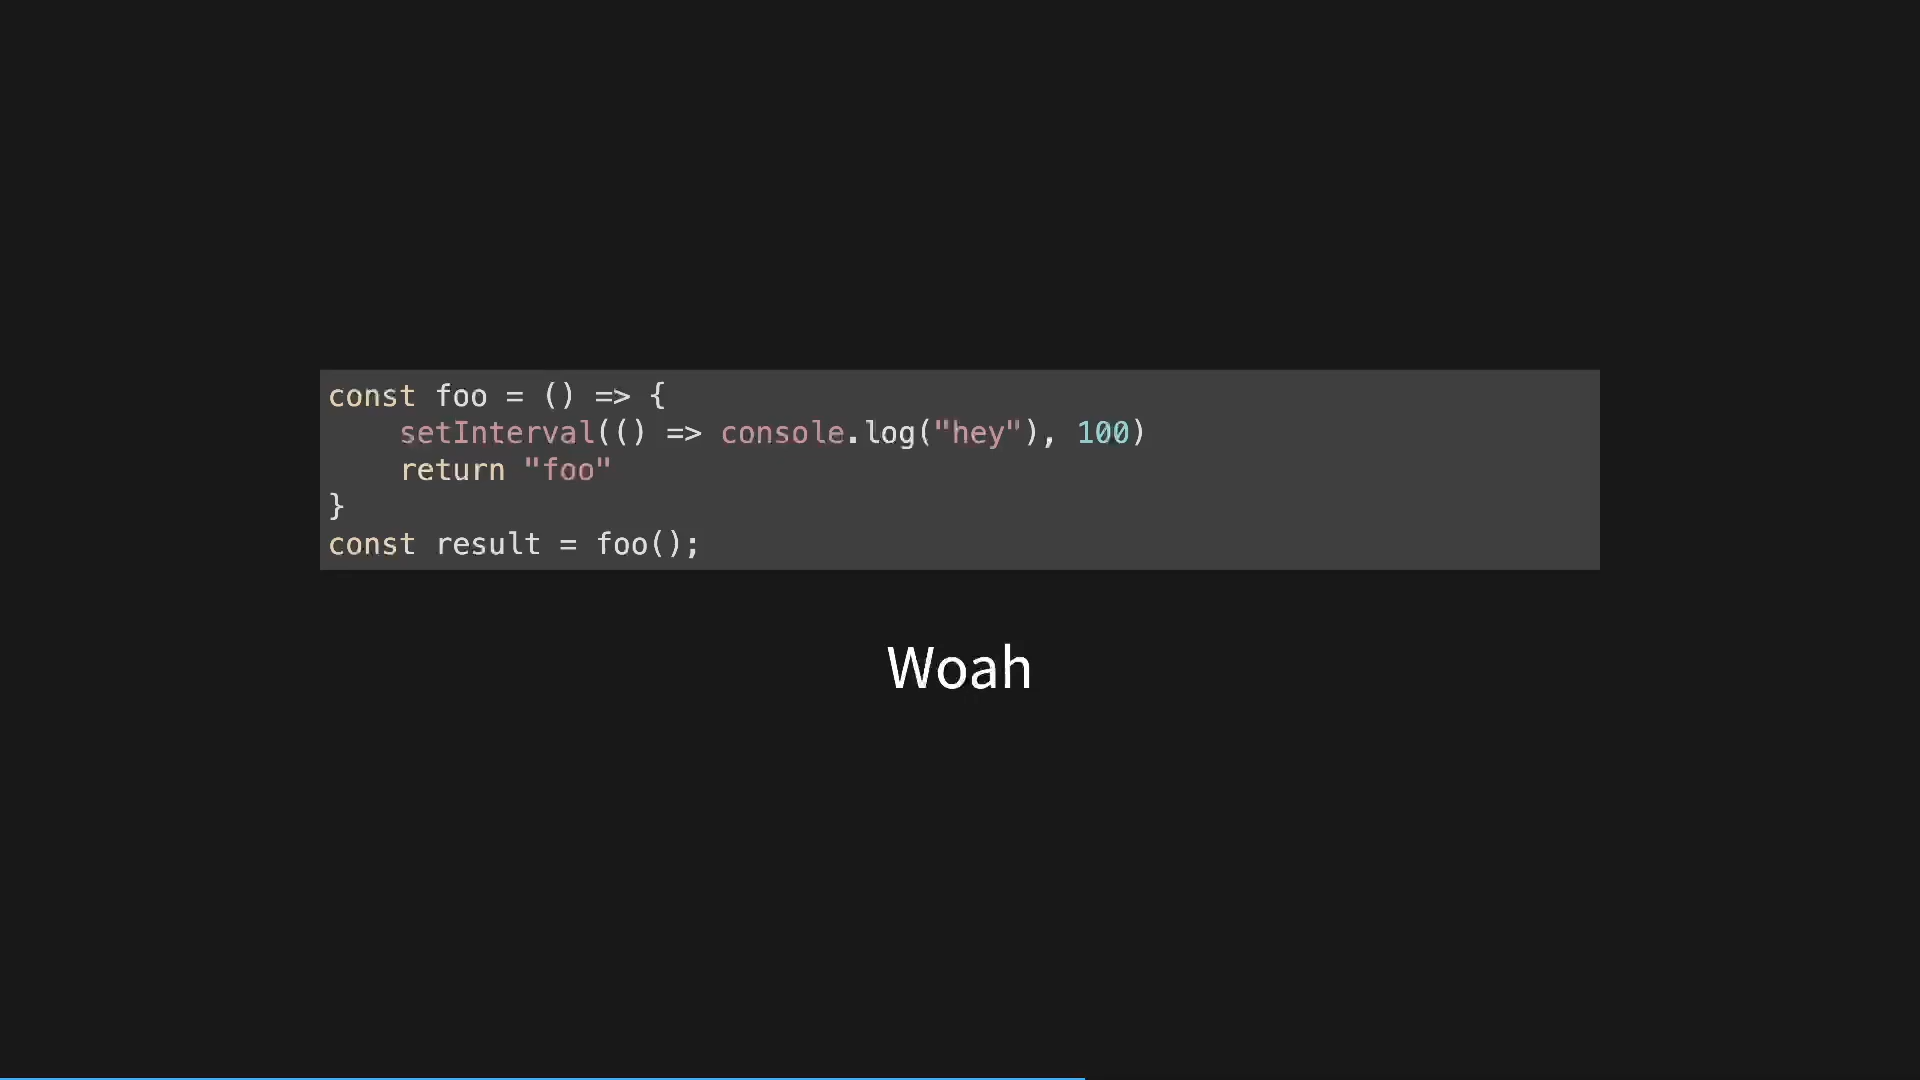 const foo = () => {
    setInterval(() => console.log("hey"), 100)
    return "foo"
}
const result = foo();
Woah